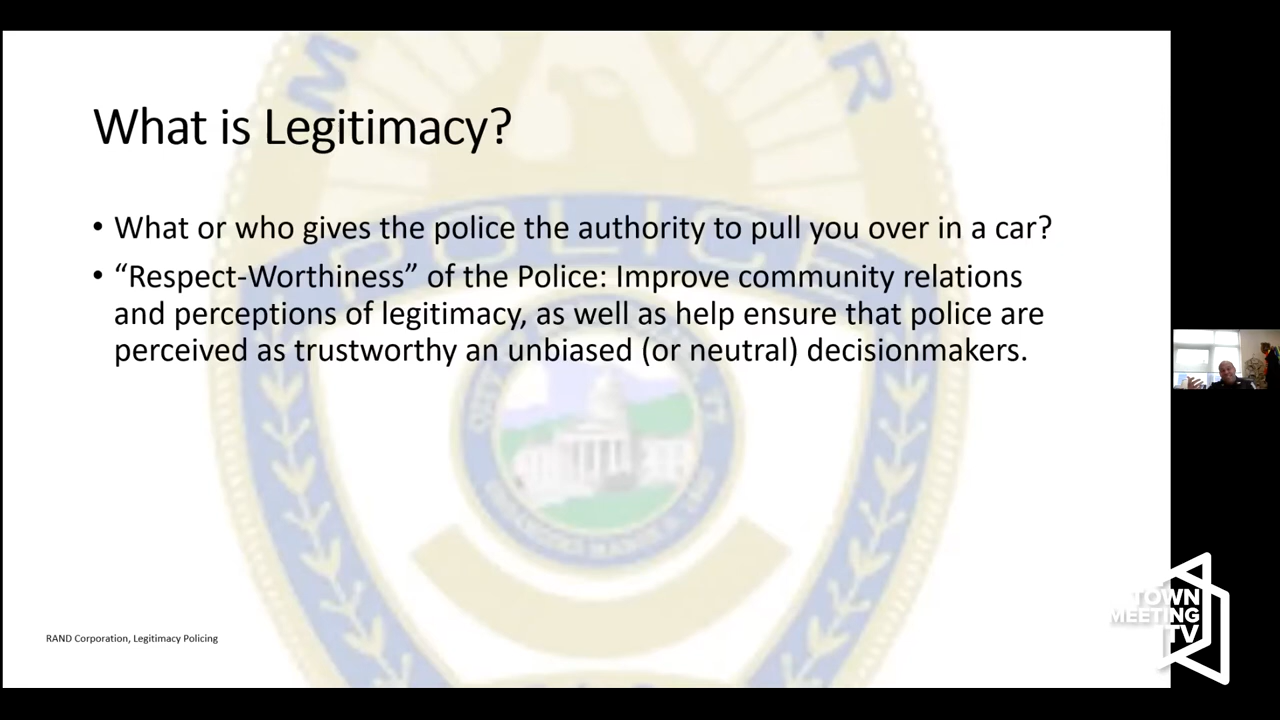 What is Legitimacy?
• What or who gives the police the authority to pull you over in a car?
• “Respect-Worthiness” of the Police: Improve community relations
and perceptions of legitimacy, as well as help ensure that police are
perceived as trustworthy an unbiased (or neutral) decisionmakers.
POLICE
RAND Corporation, Legitimacy Policing
TOWN
MEETING
TV